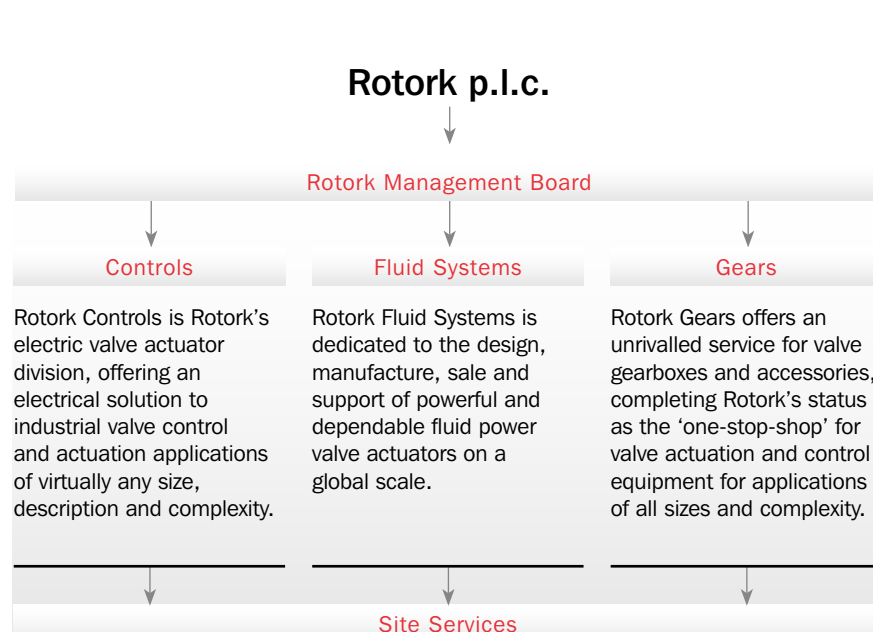 Rotork p.l.c.
Rotork Management Board
Controls
Rotork Controls is Rotork’s
electric valve actuator
division, offering an
electrical solution to
industrial valve control
and actuation applications
of virtually any size,
description and complexity.
Fluid Systems
Rotork Fluid Systems is
dedicated to the design,
manufacture, sale and
support of powerful and
dependable fluid power
valve actuators on a
global scale.
Gears
Rotork Gears offers an
unrivalled service for valve
gearboxes and accessories,
completing Rotork’s status
as the ‘one-stop-shop’ for
valve actuation and control
equipment for applications
of all sizes and complexity.
Site Services